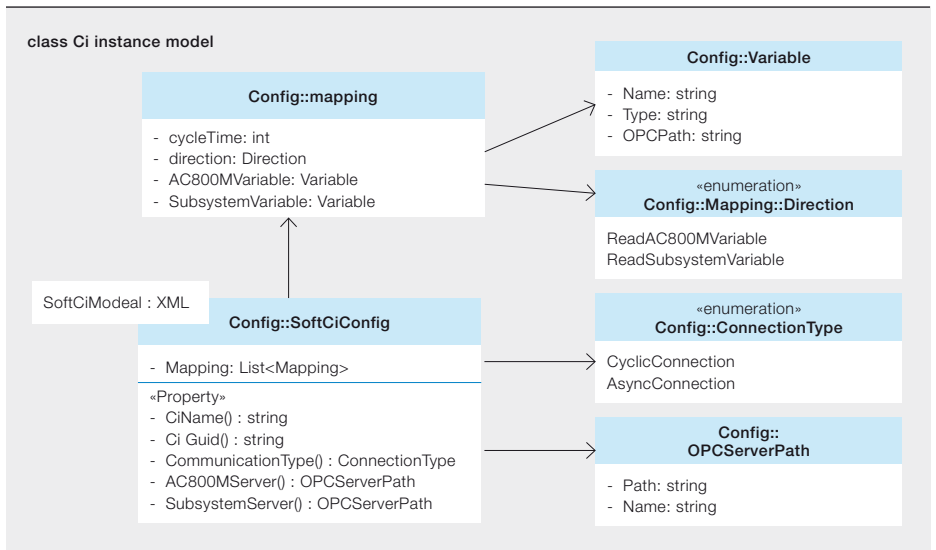 class Ci instance model
Config::mapping
- cycleTime: int
- direction: Direction
- AC800MVariable: Variable
- SubsystemVariable: Variable
Config::Variable
- Name: string
- Type: string
- OPCPath: string
«enumeration»
Config::Mapping::Direction
ReadAC800MVariable
ReadSubsystemVariable
SoftCiModeal : XML
Config::SoftCiConfig
- Mapping: List<Mapping>
«Property»
- CiName() : string
- Ci Guid() : string
- CommunicationType() : ConnectionType
- AC800MServer() : OPCServerPath
- SubsystemServer() : OPCServerPath
«enumeration»
Config::ConnectionType
CyclicConnection
AsyncConnection
Config::
OPCServerPath
- Path: string
- Name: string